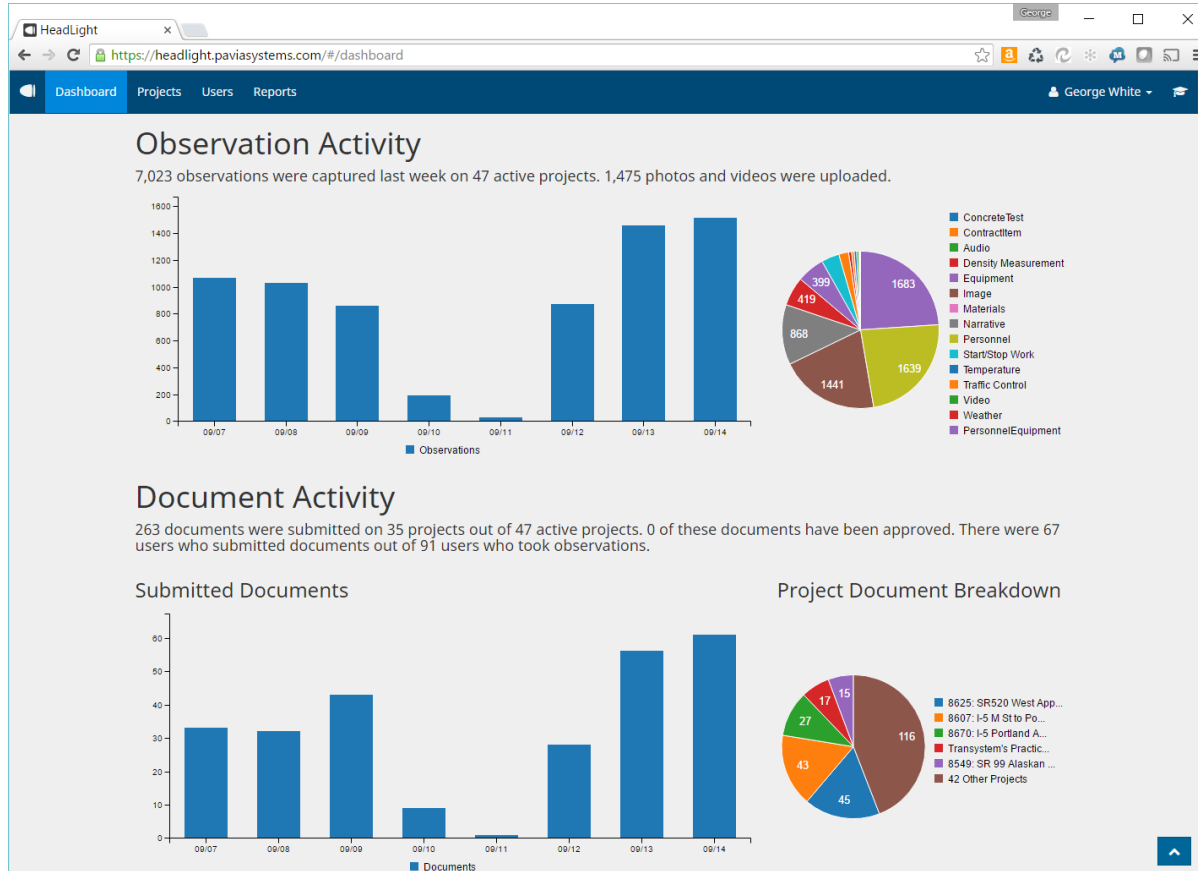 George
HeadLight
https://headlight.paviasystems.com/#/dashboard
Dashboard Projects Users Reports George White
Observation Activity
7,023 observations were captured last week on 47 active projects. 1,475 photos and videos were uploaded.
1600
1400
1200
1000
800
600
400
200
0
09/07 09/08 09/09 09/10 09/11 09/12 09/13 09/14
Observations
1683
1639
1441
868
419
399
ConcreteTest
ContractItem
Audio
Density Measurement
Equipment
Image
Materials
Narrative
Personnel
Start/Stop Work
Temperature
Traffic Control
Video
Weather
PersonnelEquipment
Document Activity
263 documents were submitted on 35 projects out of 47 active projects. 0 of these documents have been approved. There were 67
users who submitted documents out of 91 users who took observations.
Submitted Documents
60
50
40
30
20
10
0
09/07 09/08 09/09 09/10 09/11 09/12 09/13 09/14
Documents
Project Document Breakdown
116
45
43
27
17
15
8625: SR520 West App...
8607: I-5 M St to Po...
8670: I-5 Portland A...
Transystem's Practic...
8549: SR 99 Alaskan ...
42 Other Projects